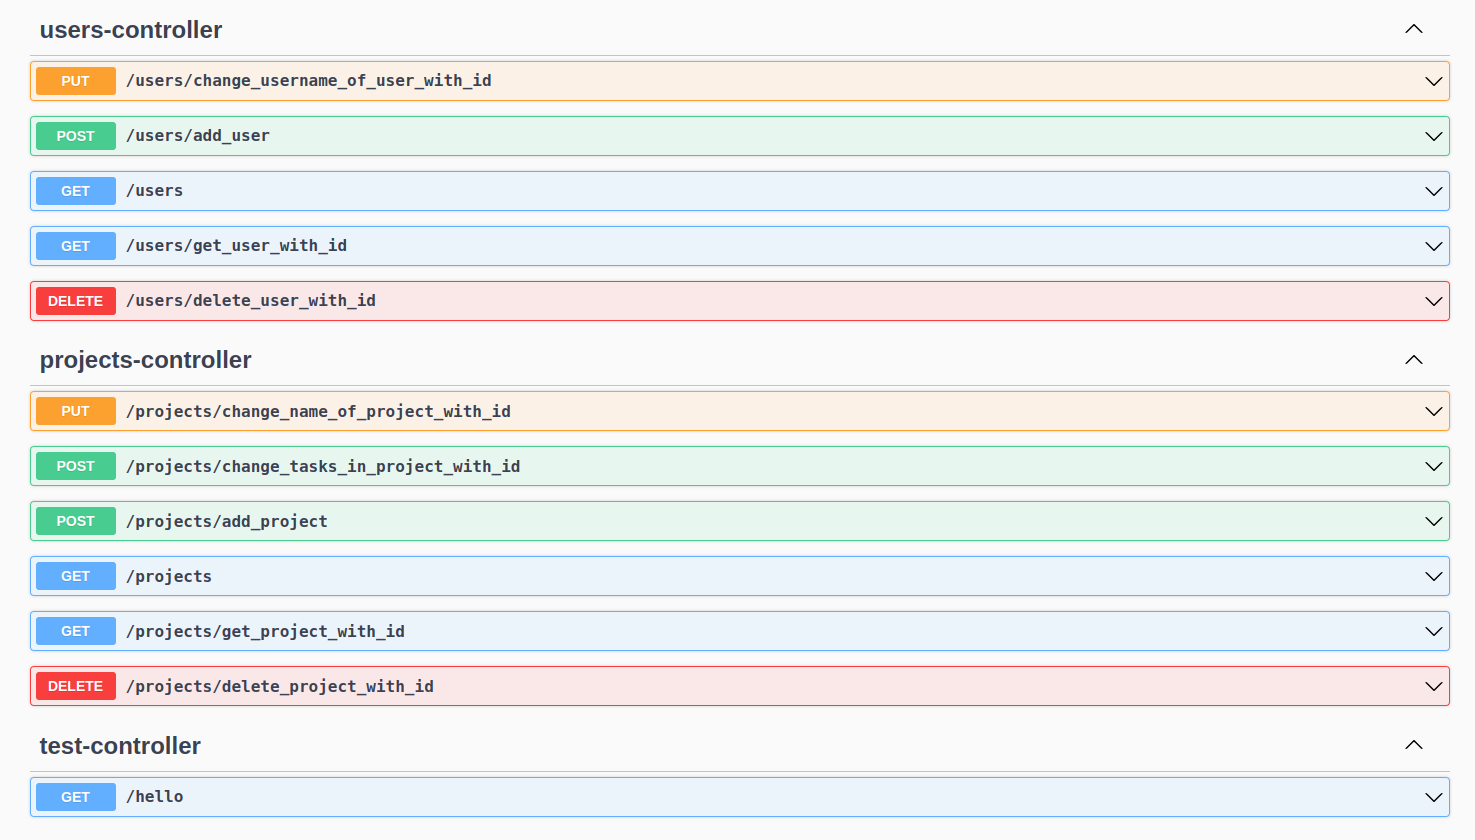 users-controller
PUT /users/change_username_of_user_with_id
POST /users/add_user
GET /users
GET /users/get_user_with_id
DELETE /users/delete_user_with_id
projects-controller
PUT /projects/change_name_of_project_with_id
POST /projects/change_tasks_in_project_with_id
POST /projects/add_project
GET /projects
GET /projects/get_project_with_id
DELETE /projects/delete_project_with_id
test-controller
GET /hello